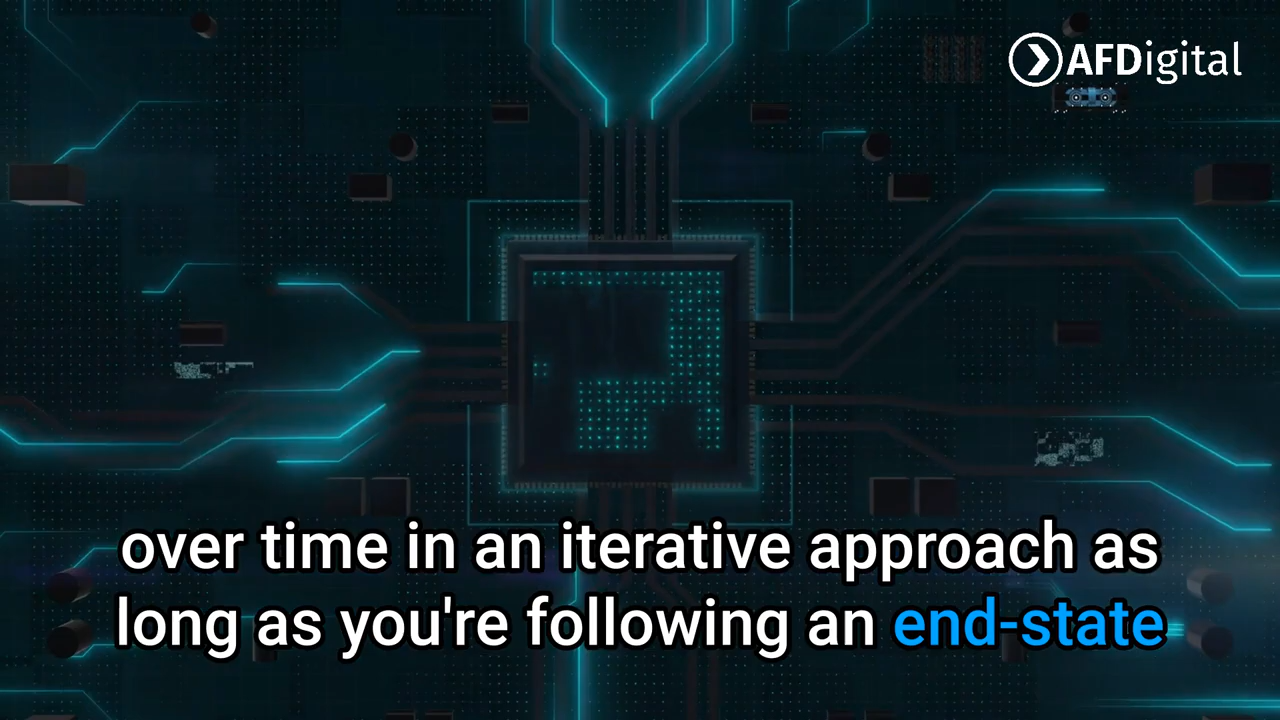 AFDigital
over time in an iterative approach as
long as you're following an end-state